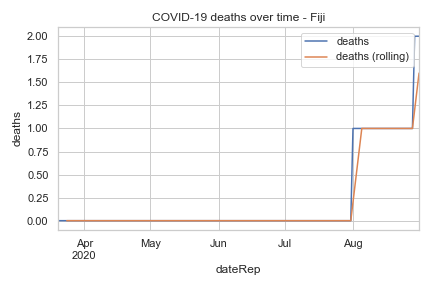 COVID-19 deaths over time - Fiji
deaths
deaths (rolling)
2.00
1.75
1.50
1.25
1.00
0.75
0.50
0.25
0.00
deaths
Apr May Jun Jul Aug
2020
dateRep